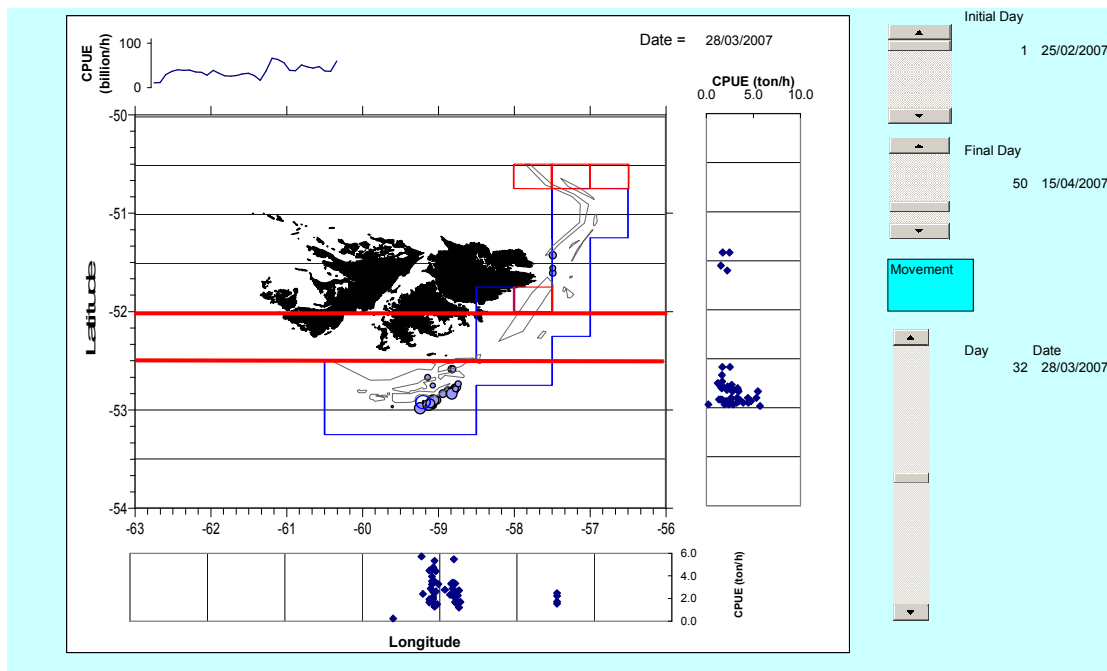 Date = 28/03/2007
CPUE
(billion/h)
100
0
CPUE (ton/h)
0.0 5.0 10.0
Latitude
-50
-51
-52
-53
-54
-63 -62 -61 -60 -59 -58 -57 -56
6.0
4.0
2.0
0.0
CPUE (ton/h)
Longitude
Initial Day
1 25/02/2007
Final Day
50 15/04/2007
Movement
Day Date
32 28/03/2007